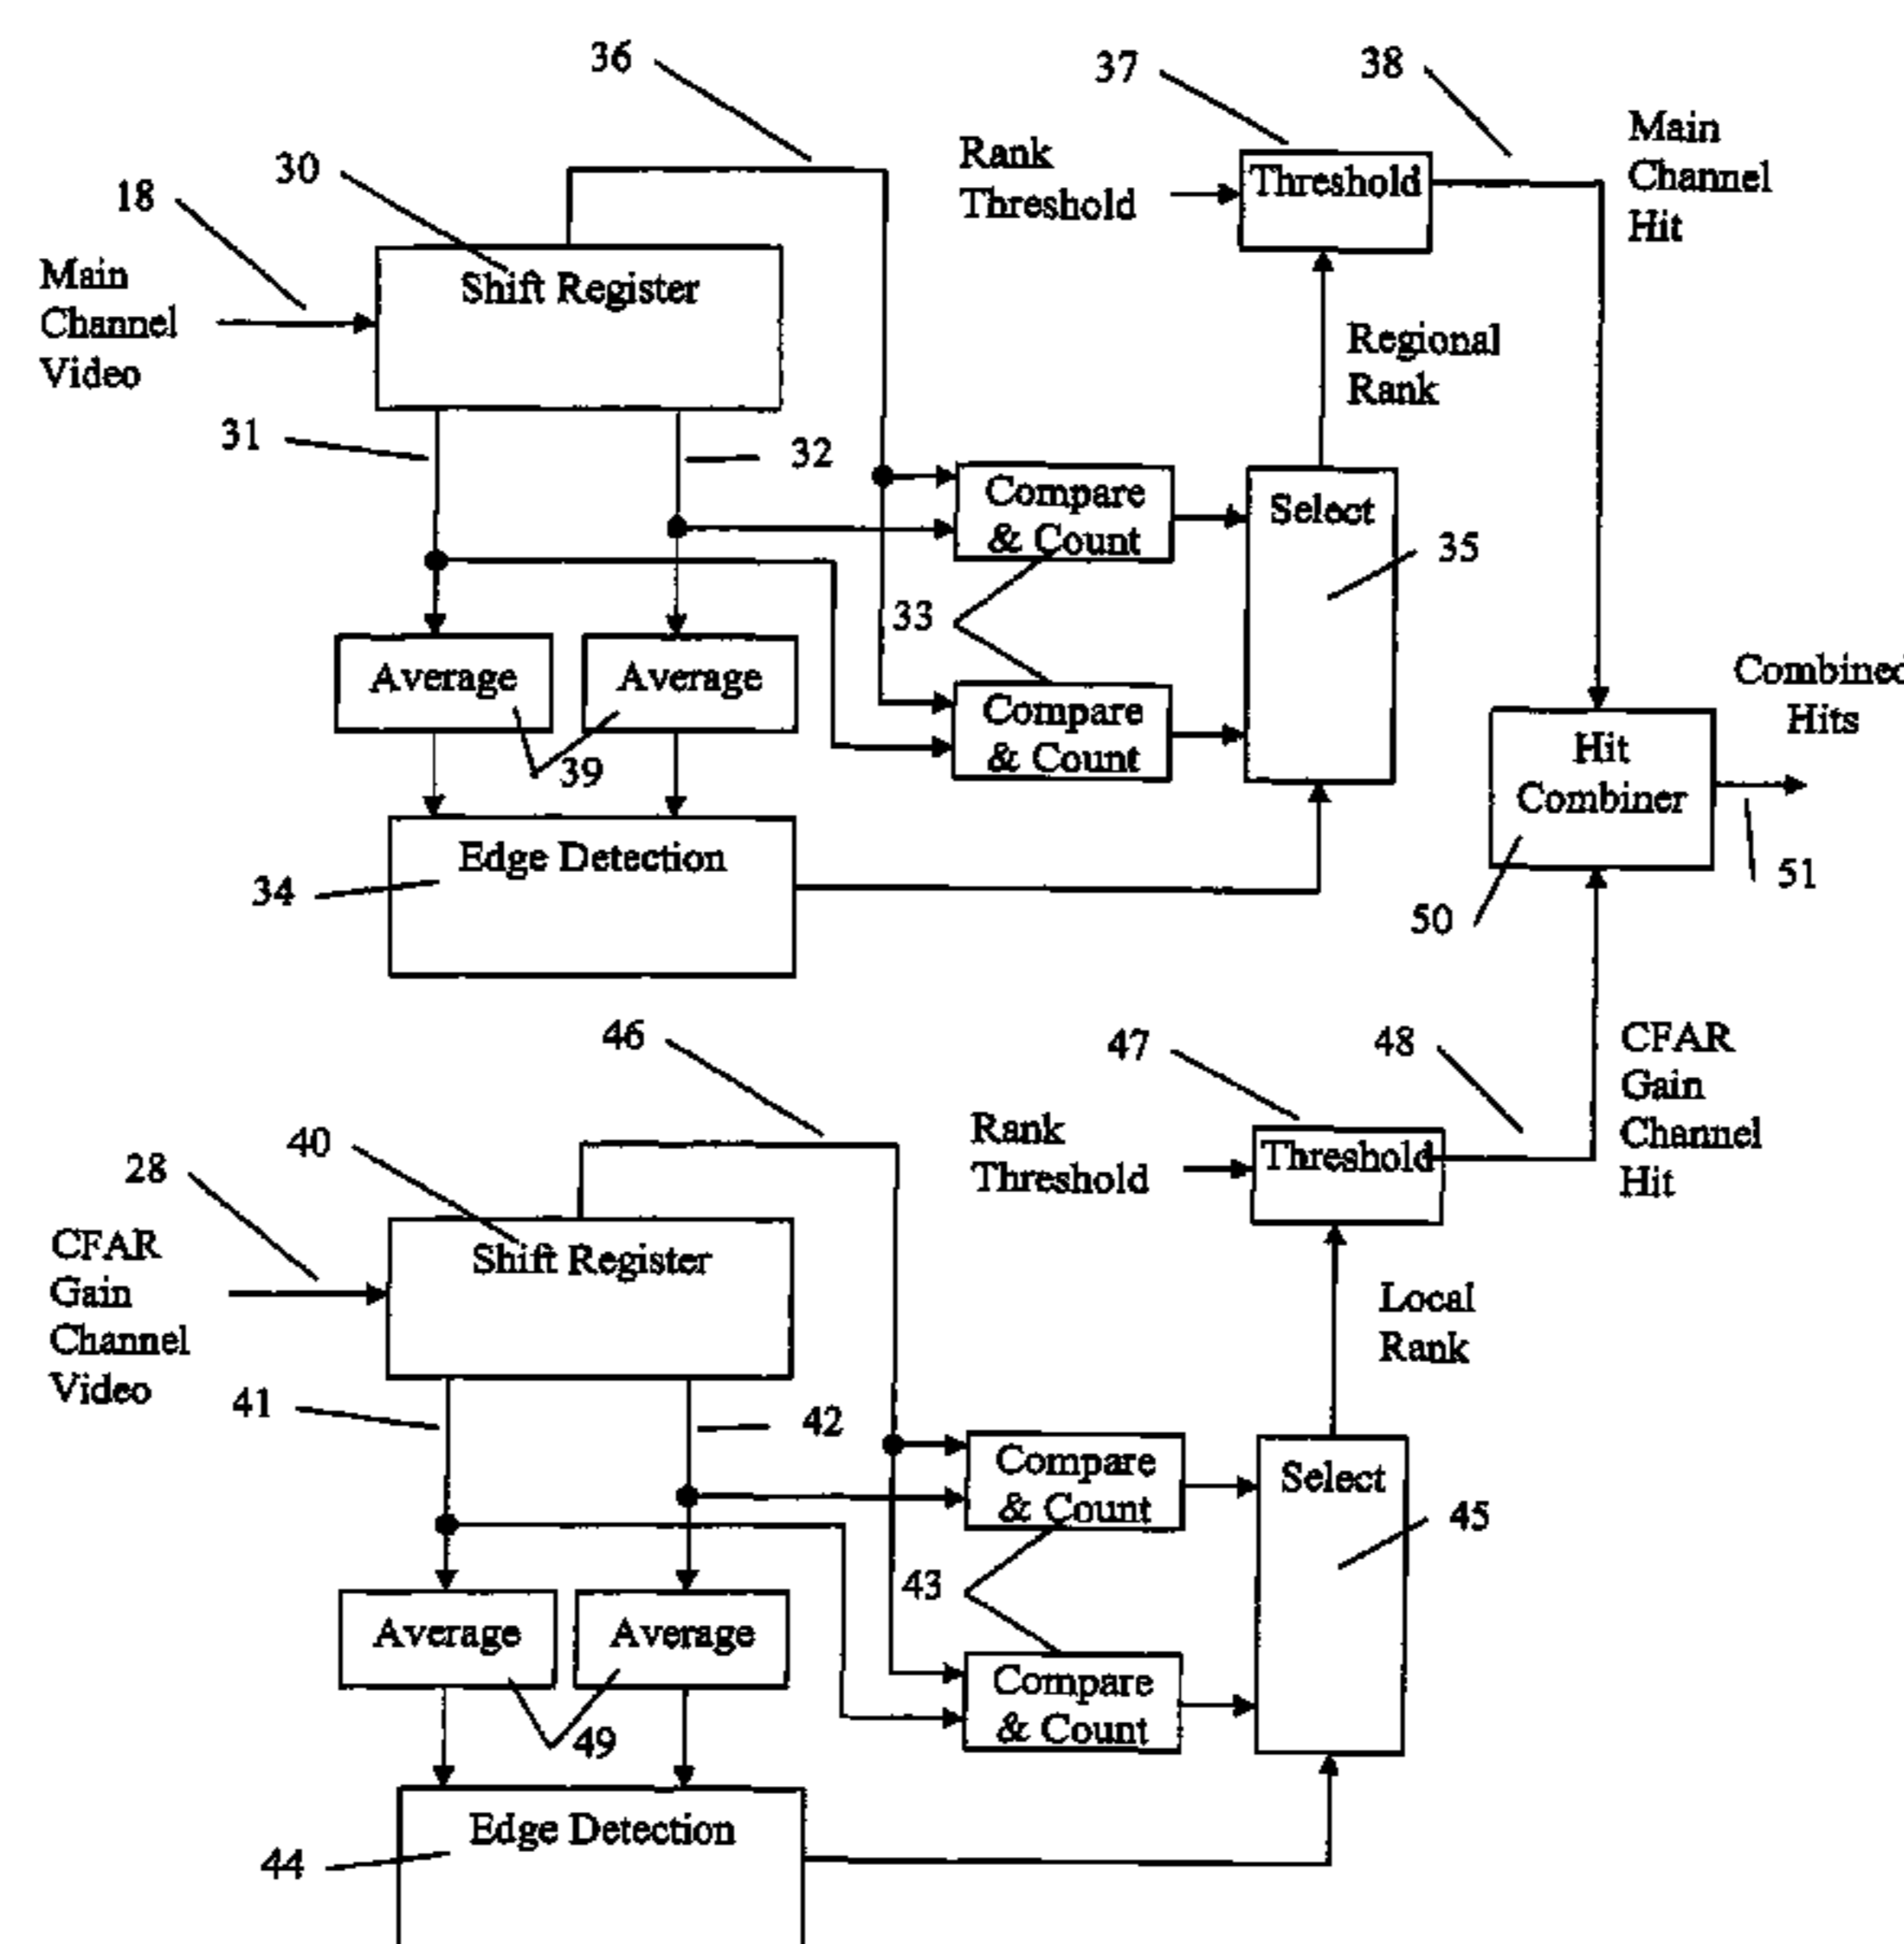 36
37
38
Main
Channel
Hit
30
18
Rank
Threshold
Threshold
Main
Channel
Video
Shift Register
Regional
Rank
31
32
Compare
& Count
Select
35
33
Average
Average
Compare
& Count
39
Combined
Hits
Hit
Combiner
Edge Detection
34
51
50
46
47
48
CFAR
Gain
Channel
Hit
40
28
Rank
Threshold
Threshold
CFAR
Gain
Channel
Video
Shift Register
Local
Rank
41
42
Compare
& Count
Select
45
43
Average
Average
Compare
& Count
49
Edge Detection
44